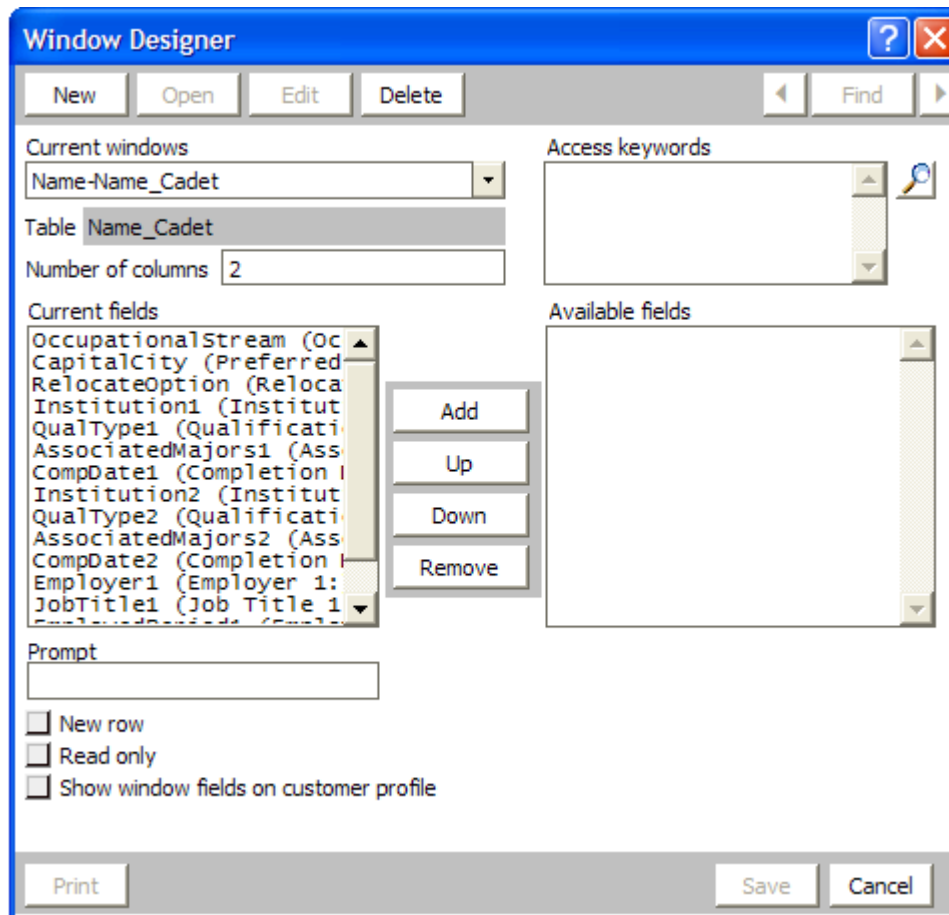 Window Designer
?
New Open Edit Delete Find
Current windows
Name-Name_Cadet
Access keywords
Table Name_Cadet
Number of columns 2
Current fields
OccupationalStream (Oc
CapitalCity (Preferred
RelocateOption (Reloca
Institution1 (Institut
QualType1 (Qualificati
AssociatedMajors1 (Ass
CompDate1 (Completion
Institution2 (Institut
QualType2 (Qualificati
AssociatedMajors2 (Ass
CompDate2 (Completion
Employer1 (Employer 1:
JobTitle1 (Job Title 1
Add
Up
Down
Remove
Available fields
Prompt
New row
Read only
Show window fields on customer profile
Print Save Cancel